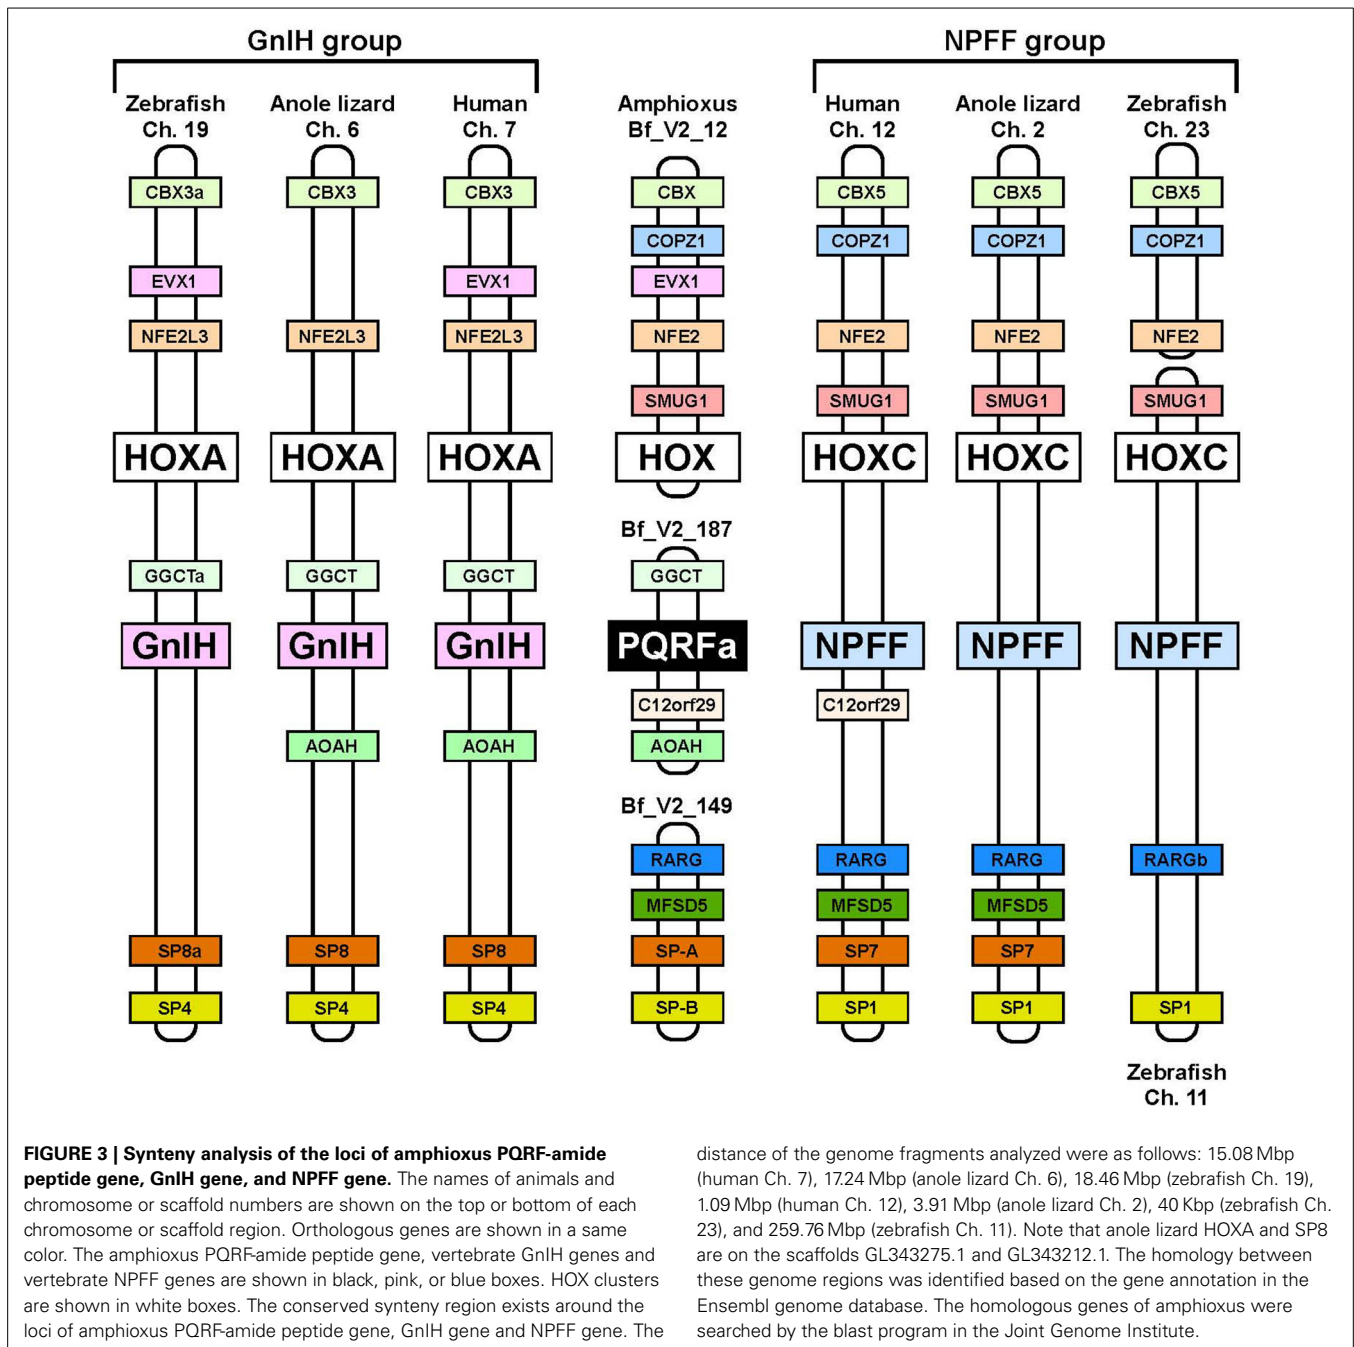 GnIH group
NPFF group
Zebrafish
Ch. 19
Anole lizard
Ch. 6
Human
Ch. 7
Amphioxus
Bf_V2_12
Human
Ch. 12
Anole lizard
Ch. 2
Zebrafish
Ch. 23
CBX3a
CBX3
CBX3
CBX
CBX5
CBX5
CBX5
COPZ1
COPZ1
COPZ1
COPZ1
EVX1
EVX1
EVX1
NFE2L3
NFE2L3
NFE2L3
NFE2
NFE2
NFE2
NFE2
SMUG1
SMUG1
SMUG1
SMUG1
HOXA
HOXA
HOXA
HOX
HOXC
HOXC
HOXC
Bf_V2_187
GGCTa
GGCT
GGCT
GGCT
GnIH
GnIH
GnIH
PQRFa
NPFF
NPFF
NPFF
C12orf29
C12orf29
AOAH
AOAH
AOAH
Bf_V2_149
RARG
RARG
RARG
RARGb
MFSD5
MFSD5
MFSD5
SP8a
SP8
SP8
SP-A
SP7
SP7
SP4
SP4
SP4
SP-B
SP1
SP1
SP1
Zebrafish
Ch. 11
FIGURE 3 | Synteny analysis of the loci of amphioxus PQRF-amide
peptide gene, GnIH gene, and NPFF gene. The names of animals and
chromosome or scaffold numbers are shown on the top or bottom of each
chromosome or scaffold region. Orthologous genes are shown in a same
color. The amphioxus PQRF-amide peptide gene, vertebrate GnIH genes and
vertebrate NPFF genes are shown in black, pink, or blue boxes. HOX clusters
are shown in white boxes. The conserved synteny region exists around the
loci of amphioxus PQRF-amide peptide gene, GnIH gene and NPFF gene. The
distance of the genome fragments analyzed were as follows: 15.08 Mbp
(human Ch. 7), 17.24 Mbp (anole lizard Ch. 6), 18.46 Mbp (zebrafish Ch. 19),
1.09 Mbp (human Ch. 12), 3.91 Mbp (anole lizard Ch. 2), 40 Kbp (zebrafish Ch.
23), and 259.76 Mbp (zebrafish Ch. 11). Note that anole lizard HOXA and SP8
are on the scaffolds GL343275.1 and GL343212.1. The homology between
these genome regions was identified based on the gene annotation in the
Ensembl genome database. The homologous genes of amphioxus were
searched by the blast program in the Joint Genome Institute.